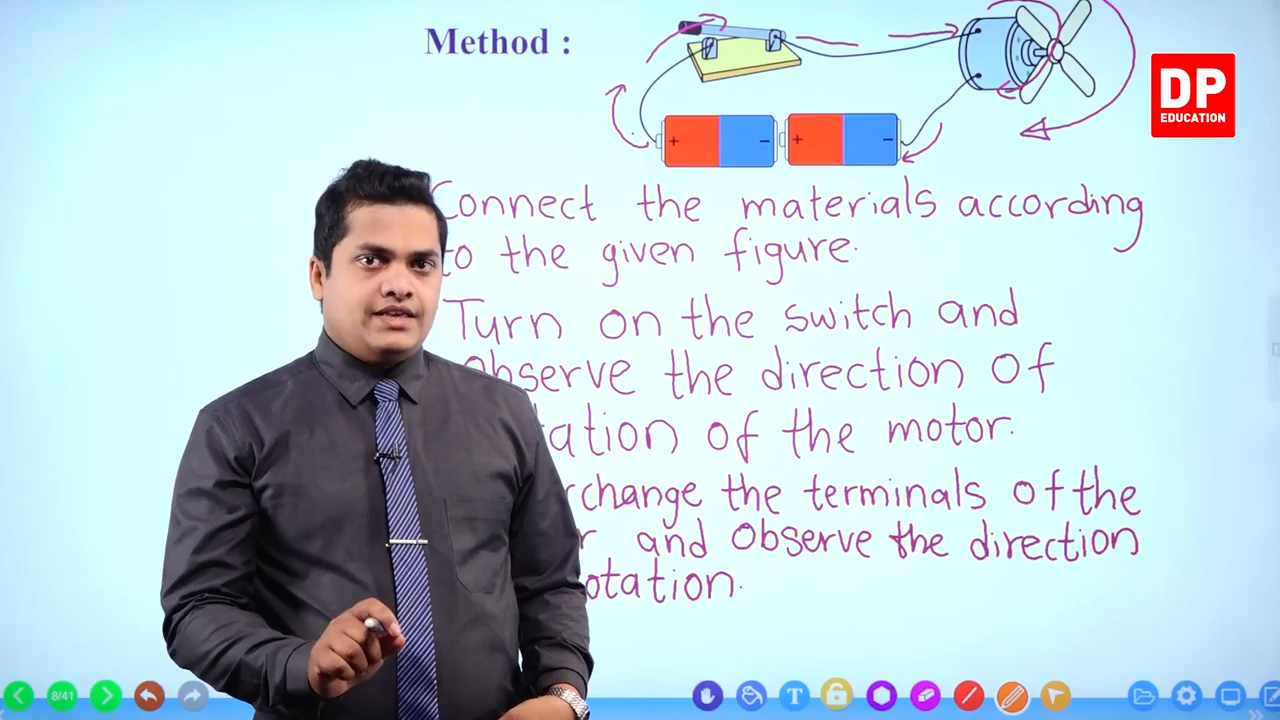 Method :
DP
EDUCATION
+ − + −
Connect the materials according
to the given figure.
Turn on the switch and
Observe the direction of
ation of the motor.
rchange the terminals of the
r and observe the direction
otation.
8/41
T